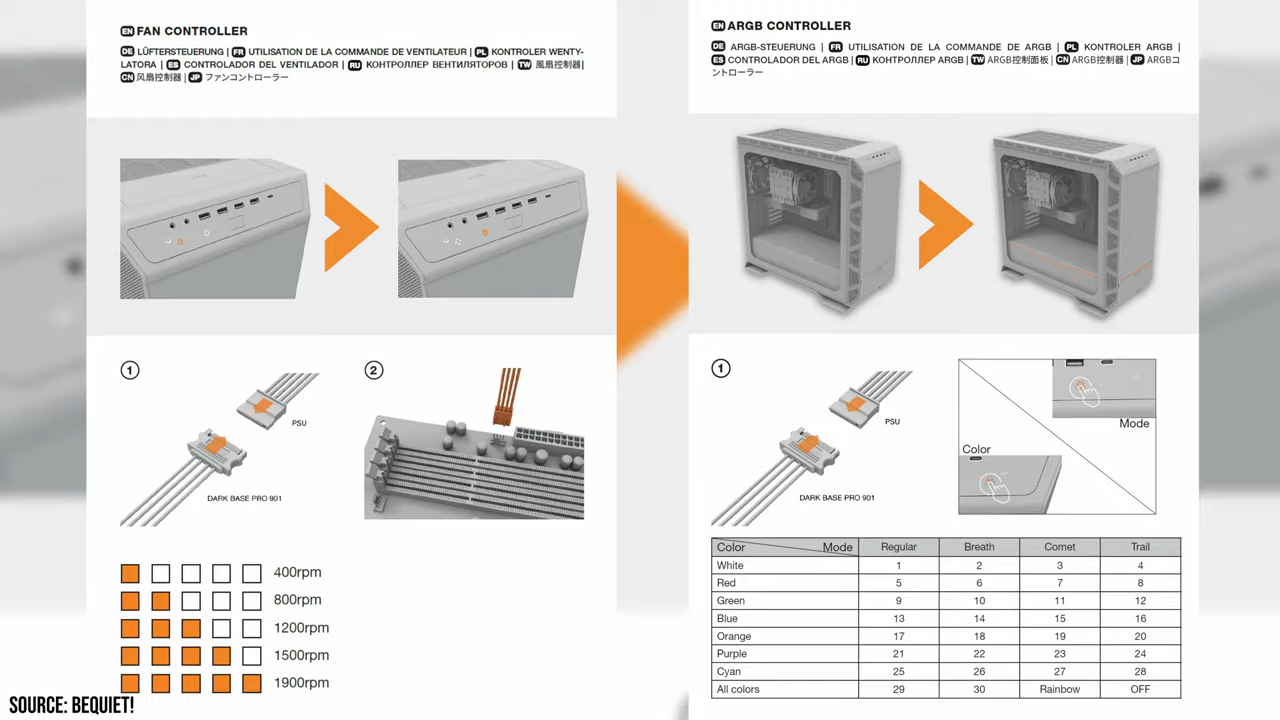 EN FAN CONTROLLER
DE LÜFTERSTEUERUNG | FR UTILISATION DE LA COMMANDE DE VENTILATEUR | PL KONTROLER WENTY-
LATORA | ES CONTROLADOR DEL VENTILADOR | RU КОНТРОЛЛЕР ВЕНТИЛЯТОРОВ | TW 風扇控制器|
CN 风扇控制器 | JP ファンコントローラー
1
PSU
DARK BASE PRO 901
2
400rpm
800rpm
1200rpm
1500rpm
1900rpm
EN ARGB CONTROLLER
DE ARGB-STEUERUNG | FR UTILISATION DE LA COMMANDE DE ARGB | PL KONTROLER ARGB |
ES CONTROLADOR DEL ARGB | RU КОНТРОЛЛЕР ARGB | TW ARGB控制面板 | CN ARGB控制器 | JP ARGBコ
ントローラー
1
PSU
DARK BASE PRO 901
Mode
Color
Color Mode Regular Breath Comet Trail
White 1 2 3 4
Red 5 6 7 8
Green 9 10 11 12
Blue 13 14 15 16
Orange 17 18 19 20
Purple 21 22 23 24
Cyan 25 26 27 28
All colors 29 30 Rainbow OFF
SOURCE: BEQUIET!